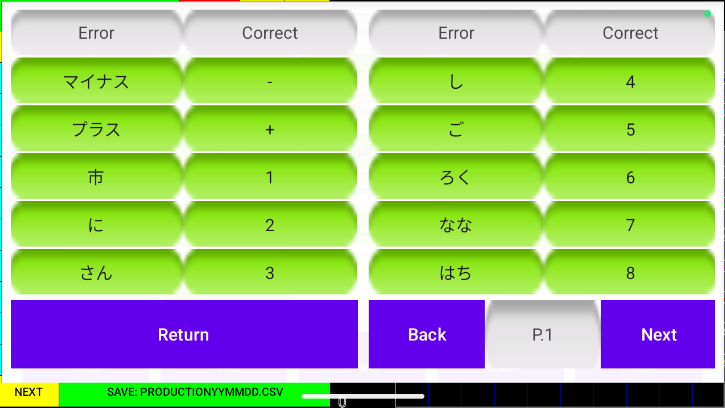 Error Correct Error Correct
マイナス - し 4
プラス + ご 5
市 1 ろく 6
に 2 なな 7
さん 3 はち 8
Return Back P.1 Next
NEXT SAVE: PRODUCTIONYYMMDD.CSV